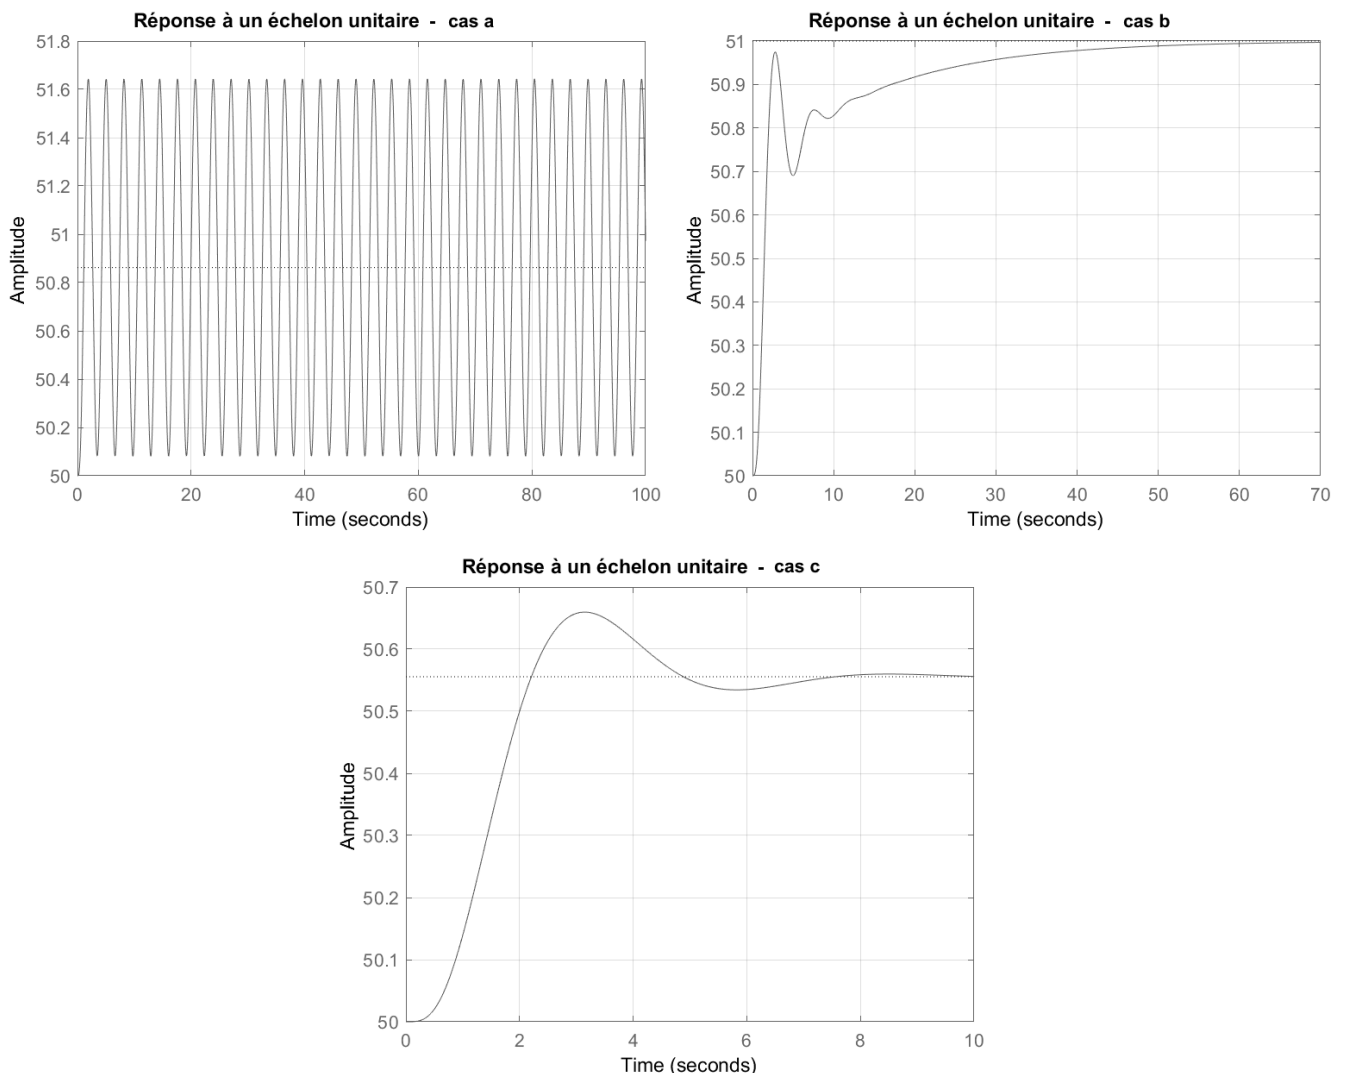 Réponse à un échelon unitaire - cas a
51.8
51.6
51.4
51.2
51
50.8
50.6
50.4
50.2
50
Amplitude
0 20 40 60 80 100
Time (seconds)
Réponse à un échelon unitaire - cas b
51
50.9
50.8
50.7
50.6
50.5
50.4
50.3
50.2
50.1
50
Amplitude
0 10 20 30 40 50 60 70
Time (seconds)
Réponse à un échelon unitaire - cas c
50.7
50.6
50.5
50.4
50.3
50.2
50.1
50
Amplitude
0 2 4 6 8 10
Time (seconds)